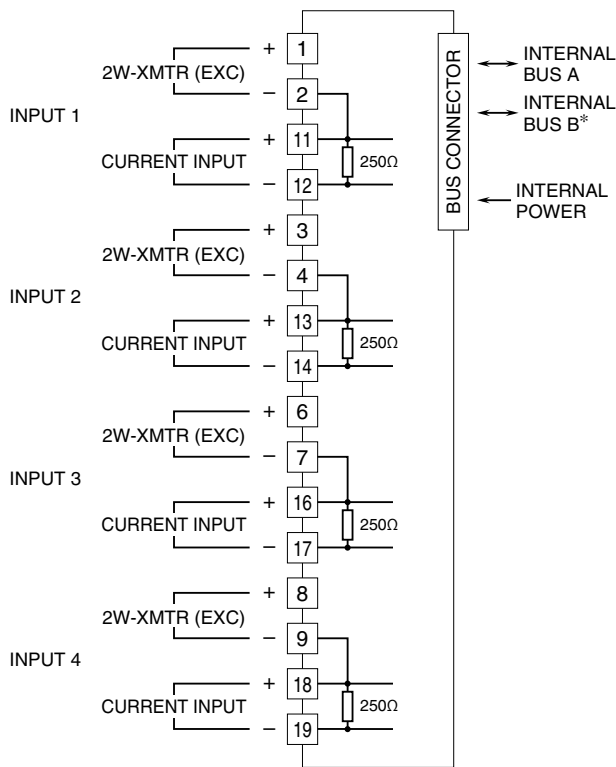 INPUT 1
2W-XMTR (EXC)
+ 1
– 2
CURRENT INPUT
+ 11
– 12
250Ω
INPUT 2
2W-XMTR (EXC)
+ 3
– 4
CURRENT INPUT
+ 13
– 14
250Ω
INPUT 3
2W-XMTR (EXC)
+ 6
– 7
CURRENT INPUT
+ 16
– 17
250Ω
INPUT 4
2W-XMTR (EXC)
+ 8
– 9
CURRENT INPUT
+ 18
– 19
250Ω
BUS CONNECTOR
INTERNAL
BUS A
INTERNAL
BUS B*
INTERNAL
POWER